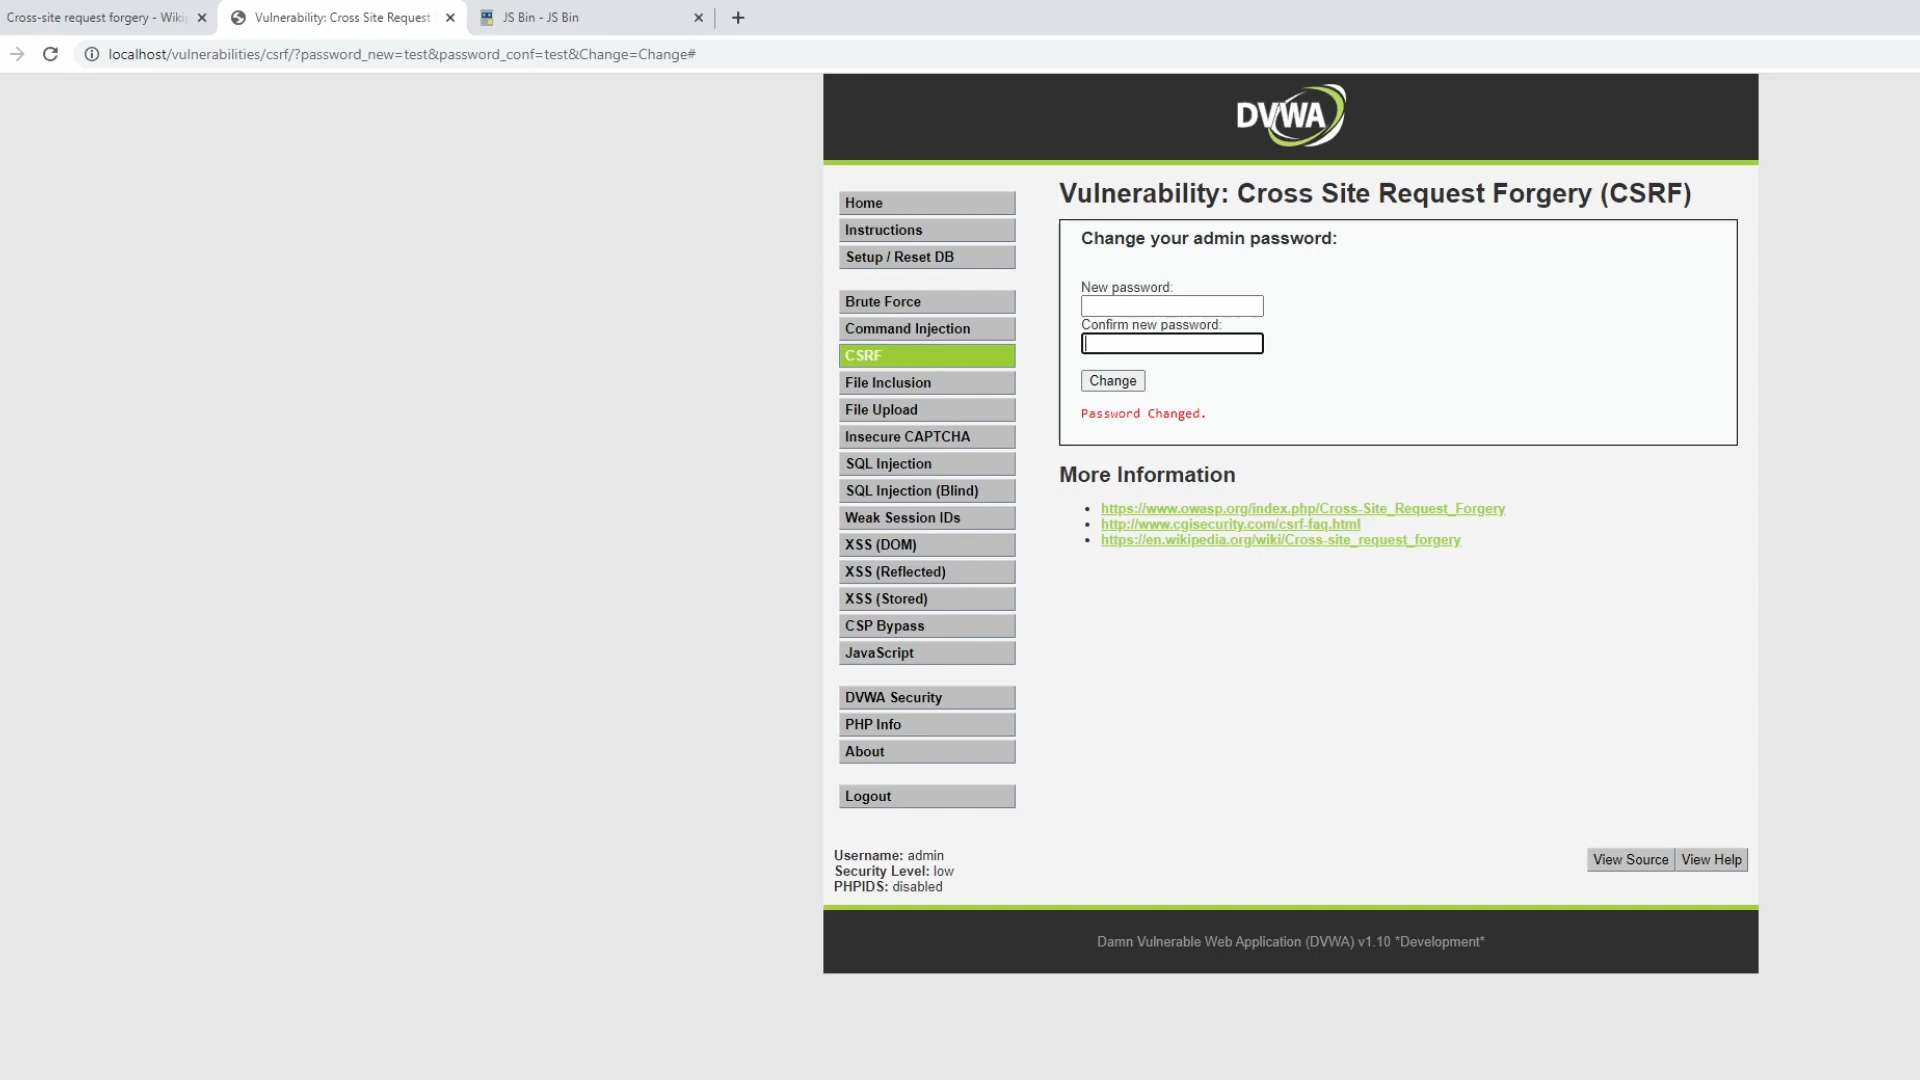 Cross-site request forgery - Wiki
Vulnerability: Cross Site Request
JS Bin - JS Bin
localhost/vulnerabilities/csrf/?password_new=test&password_conf=test&Change=Change#
DVWA
Home
Instructions
Setup / Reset DB
Brute Force
Command Injection
CSRF
File Inclusion
File Upload
Insecure CAPTCHA
SQL Injection
SQL Injection (Blind)
Weak Session IDs
XSS (DOM)
XSS (Reflected)
XSS (Stored)
CSP Bypass
JavaScript
DVWA Security
PHP Info
About
Logout
Vulnerability: Cross Site Request Forgery (CSRF)
Change your admin password:
New password:
Confirm new password:
Change
Password Changed.
More Information
https://www.owasp.org/index.php/Cross-Site_Request_Forgery
http://www.cgisecurity.com/csrf-faq.html
https://en.wikipedia.org/wiki/Cross-site_request_forgery
Username: admin
Security Level: low
PHPIDS: disabled
View Source
View Help
Damn Vulnerable Web Application (DVWA) v1.10 *Development*